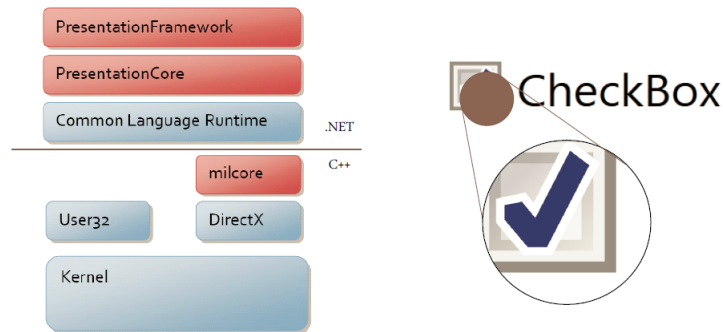 PresentationFramework
PresentationCore
Common Language Runtime
.NET
C++
milcore
User32
DirectX
Kernel
CheckBox